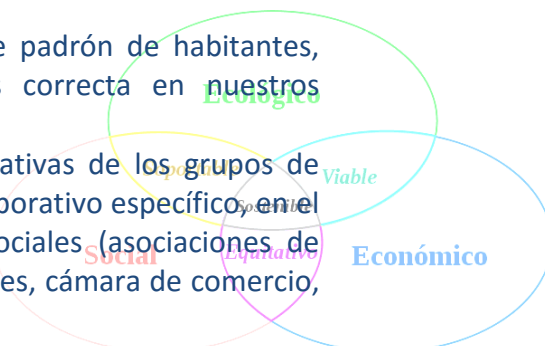 e padrón de habitantes,
s correcta en nuestros
Ecológico
ativas de los grupos de
Soportable
Viable
porativo específico, en el
Sostenible
ociales (asociaciones de
Social
Equitativo
Económico
es, cámara de comercio,